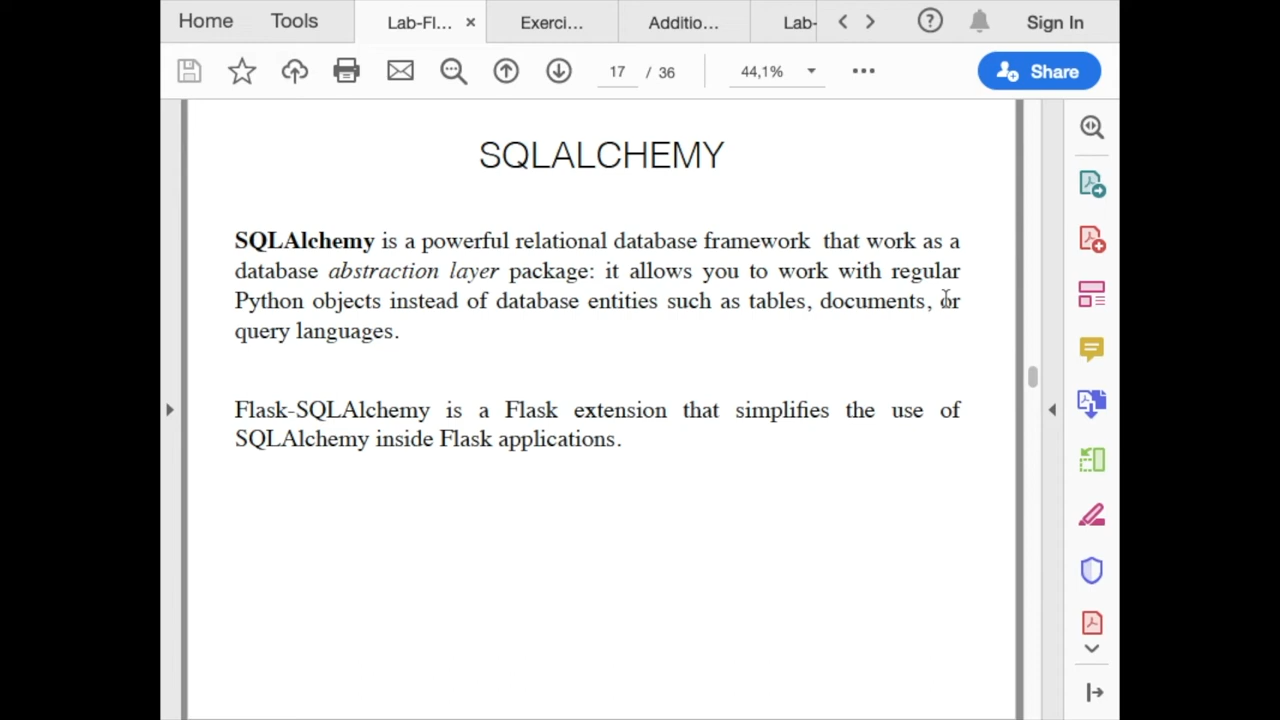 Home Tools Lab-Fl... × Exerci... Additio... Lab- Sign In
17 / 36 44,1% Share
SQLALCHEMY
SQLAlchemy is a powerful relational database framework that work as a
database abstraction layer package: it allows you to work with regular
Python objects instead of database entities such as tables, documents, or
query languages.
Flask-SQLAlchemy is a Flask extension that simplifies the use of
SQLAlchemy inside Flask applications.